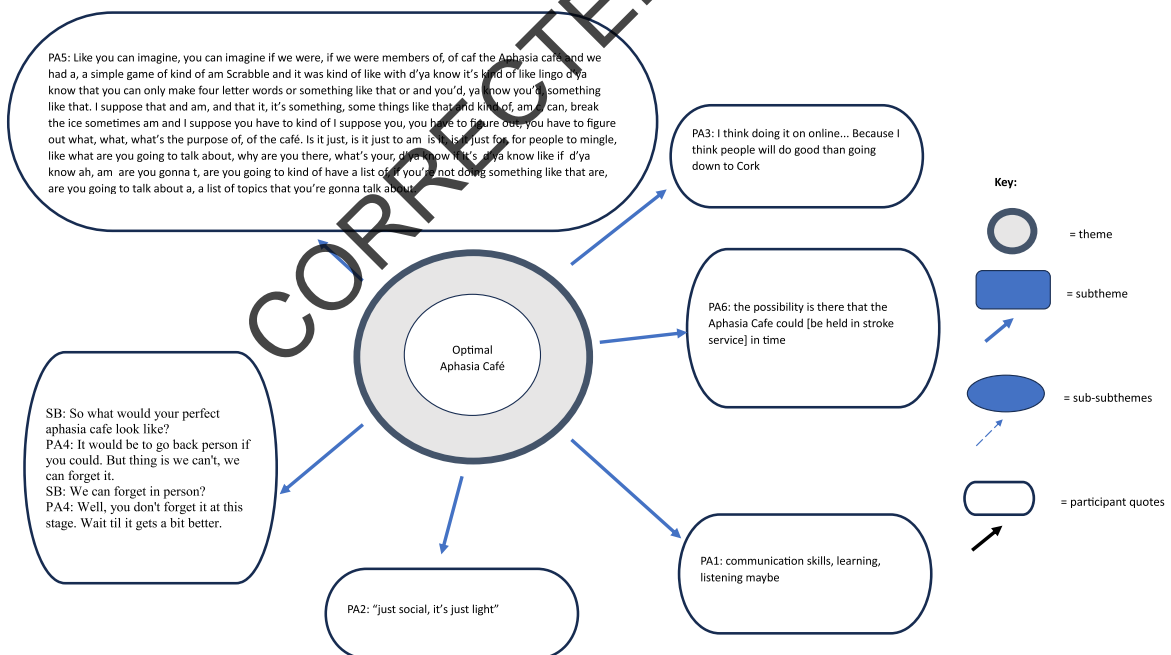 PA5: Like you can imagine, you can imagine if we were, if we were members of, of caf the Aphasia café and we
had a, a simple game of kind of am Scrabble and it was kind of like with d'ya know it's kind of like lingo d'ya
know that you can only make four letter words or something like that or and you'd, ya know you'd, something
like that. I suppose that and am, and that it, it's something, some things like that and kind of, am c, can, break
the ice sometimes am and I suppose you have to kind of I suppose you, you have to figure out, you have to figure
out what, what, what's the purpose of, of the café. Is it just, is it just to am is it, is it just for, for people to mingle,
like what are you going to talk about, why are you there, what's your, d'ya know if it's d'ya know like if d'ya
know ah, am are you gonna t, are you going to kind of have a list of, if you're not doing something like that are,
are you going to talk about a, a list of topics that you're gonna talk about.
CORRECTE
PA3: I think doing it on online... Because I
think people will do good than going
down to Cork
Key:
= theme
= subtheme
= sub-subthemes
= participant quotes
PA6: the possibility is there that the
Aphasia Cafe could [be held in stroke
service] in time
Optimal
Aphasia Café
SB: So what would your perfect
aphasia cafe look like?
PA4: It would be to go back person if
you could. But thing is we can't, we
can forget it.
SB: We can forget in person?
PA4: Well, you don't forget it at this
stage. Wait til it gets a bit better.
PA1: communication skills, learning,
listening maybe
PA2: “just social, it's just light”